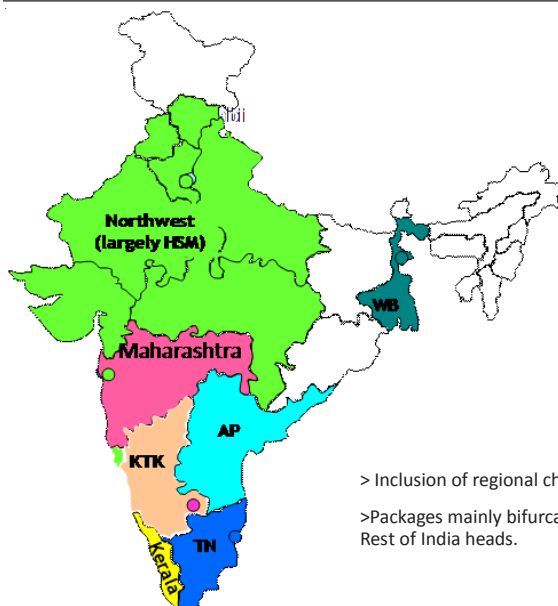 Northwest
(largely HSM)
WB
Maharashtra
AP
KTK
> Inclusion of regional ch
>Packages mainly bifurca
Rest of India heads.
TN
Kerala